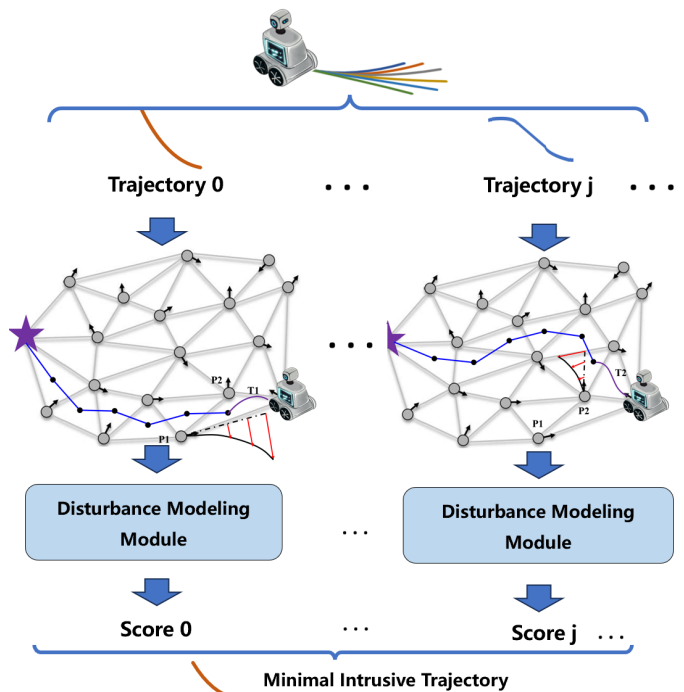 Trajectory 0 . . . Trajectory j . . .
P2 T1
P1
. . .
T2
P1 P2
Disturbance Modeling
Module
. . .
Disturbance Modeling
Module
Score 0 . . . Score j . . .
Minimal Intrusive Trajectory